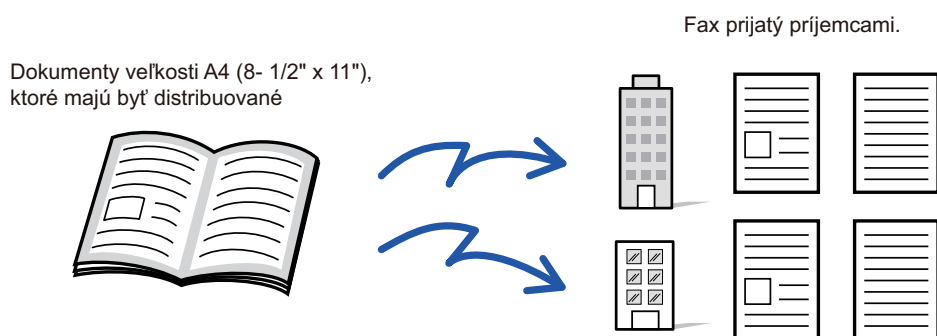 Fax prijatý príjemcami.
Dokumenty veľkosti A4 (8- 1/2" x 11"),
ktoré majú byť distribuované